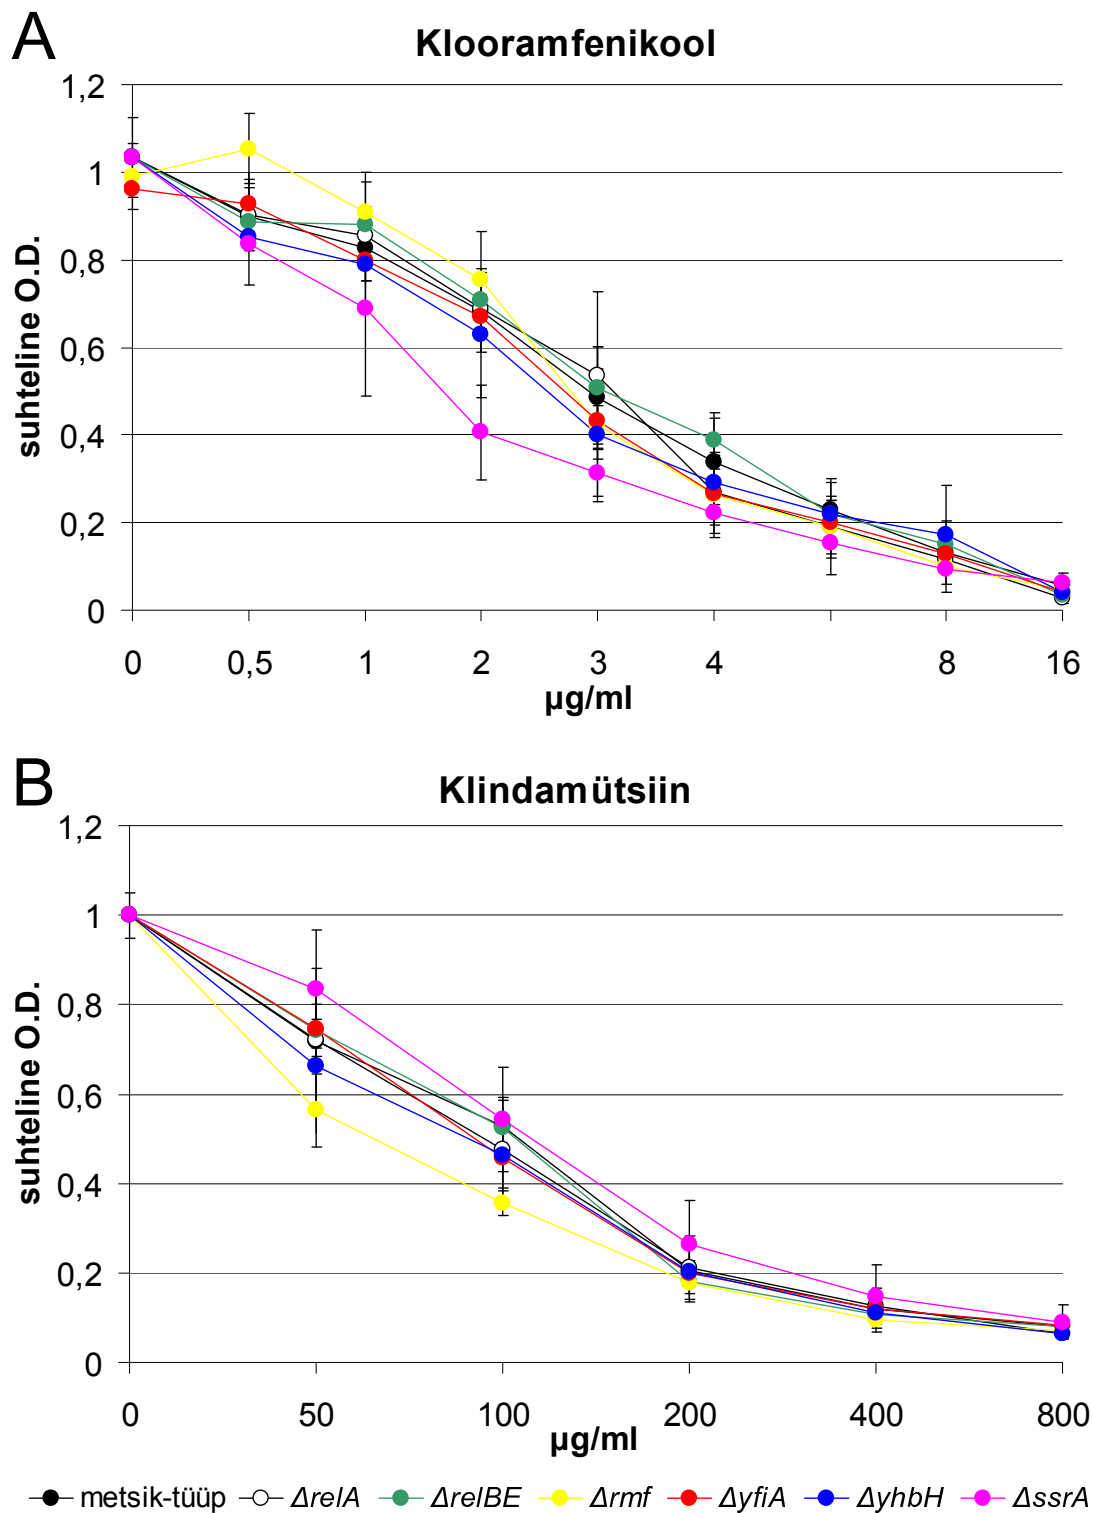 A
Klooramfenikool
1,2
1
0,8
0,6
0,4
0,2
0
suhteline O.D.
0 0,5 1 2 3 4 8 16
µg/ml
B
Klindamütsiin
1,2
1
0,8
0,6
0,4
0,2
0
suhteline O.D.
0 50 100 200 400 800
µg/ml
metsik-tüüp ΔrelA ΔrelBE Δrmf ΔyfiA ΔyhbH ΔssrA